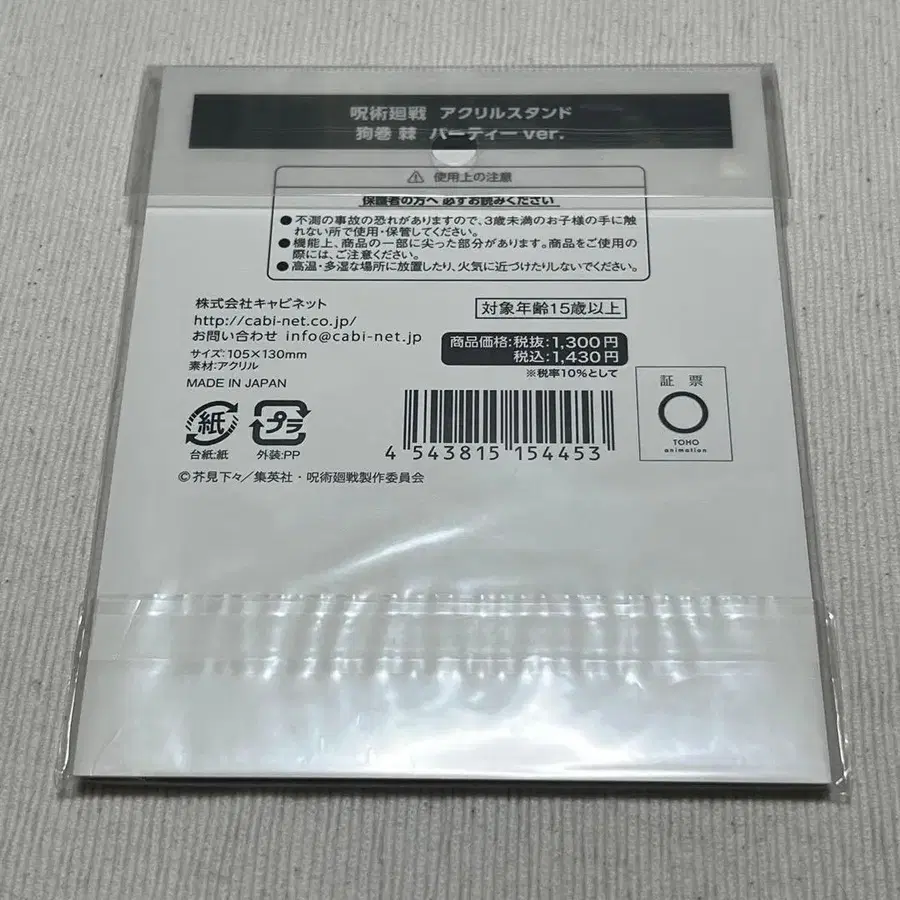 呪術廻戦 アクリルスタンド
狗巻 棘 パーティー ver.
⚠ 使用上の注意
保護者の方へ 必ずお読みください
●不測の事故の恐れがありますので、3歳未満のお子様の手に触
れない所で使用・保管してください。
●機能上、商品の一部に尖った部分があります。商品をご使用の
際には、ご注意ください。
●高温・多湿な場所に放置したり、火気に近づけたりしないでください。
株式会社キャビネット
http://cabi-net.co.jp/
お問い合わせ info@cabi-net.jp
サイズ:105×130mm
素材:アクリル
MADE IN JAPAN
対象年齢15歳以上
商品価格:税抜:1,300円
税込:1,430円
※税率10%として
紙
台紙:紙
プラ
外装:PP
4 543815 154453
証票
TOHO
animation
©芥見下々/集英社・呪術廻戦製作委員会